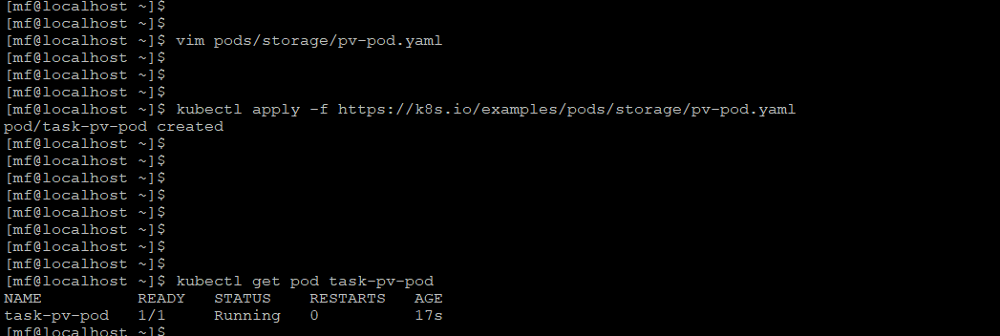 [mf@localhost ~]$
[mf@localhost ~]$
[mf@localhost ~]$ vim pods/storage/pv-pod.yaml
[mf@localhost ~]$
[mf@localhost ~]$
[mf@localhost ~]$
[mf@localhost ~]$ kubectl apply -f https://k8s.io/examples/pods/storage/pv-pod.yaml
pod/task-pv-pod created
[mf@localhost ~]$
[mf@localhost ~]$
[mf@localhost ~]$
[mf@localhost ~]$
[mf@localhost ~]$
[mf@localhost ~]$
[mf@localhost ~]$
[mf@localhost ~]$ kubectl get pod task-pv-pod
NAME READY STATUS RESTARTS AGE
task-pv-pod 1/1 Running 0 17s
[mf@localhost ~]$